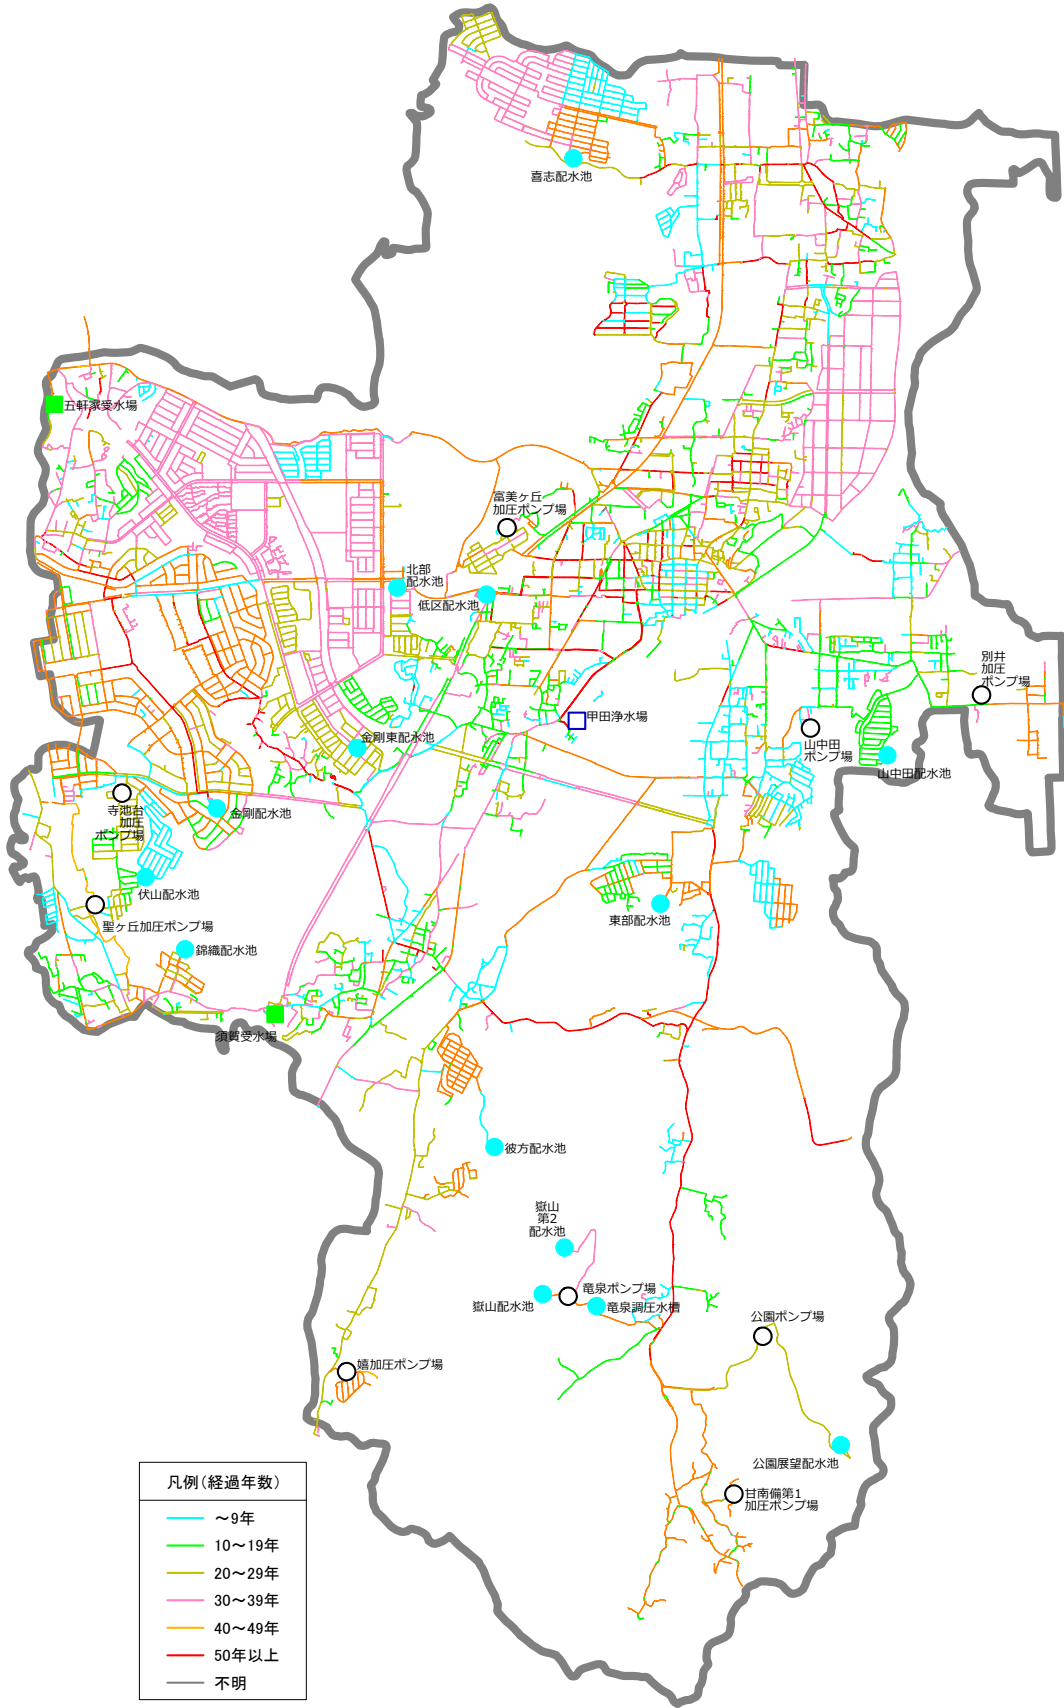 喜志配水池
五軒家受水場
富美ヶ丘
加圧ポンプ場
北部
配水池
低区配水池
別井
加圧
ポンプ場
甲田浄水場
金剛東配水池
山中田
ポンプ場
山中田配水池
寺池台
加圧
ポンプ場
金剛配水池
伏山配水池
東部配水池
聖ヶ丘加圧ポンプ場
錦織配水池
須賀受水場
彼方配水池
嶽山
第2
配水池
竜泉ポンプ場
嶽山配水池
竜泉調圧水槽
公園ポンプ場
嬉加圧ポンプ場
公園展望配水池
甘南備第1
加圧ポンプ場
凡例(経過年数)
～9年
10～19年
20～29年
30～39年
40～49年
50年以上
不明